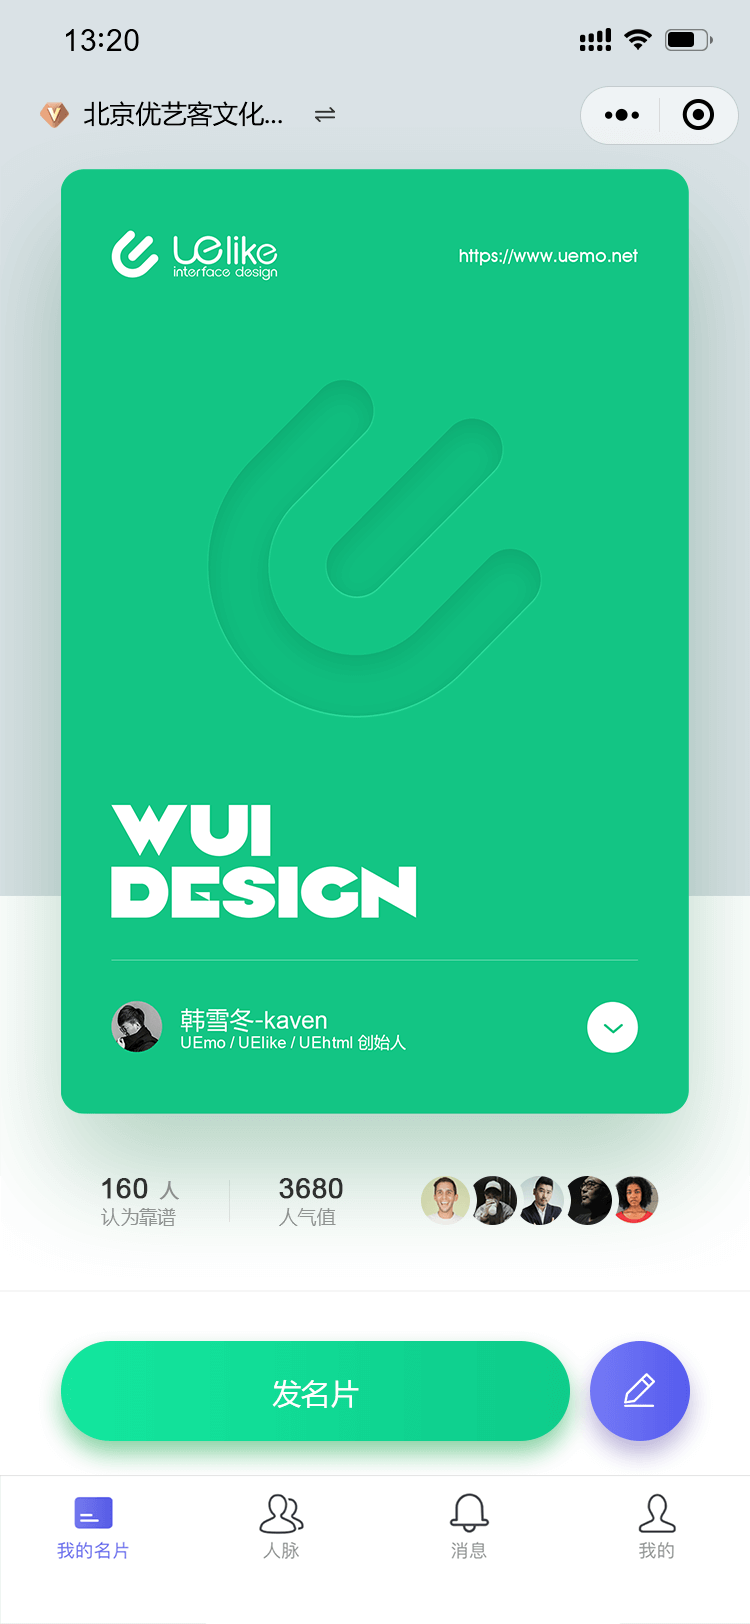 13:20
北京优艺客文化...
UElike
interface design
https://www.uemo.net
WUI
DESIGN
韩雪冬-kaven
UEmo / UElike / UEhtml 创始人
160 人
认为靠谱
3680
人气值
发名片
我的名片
人脉
消息
我的